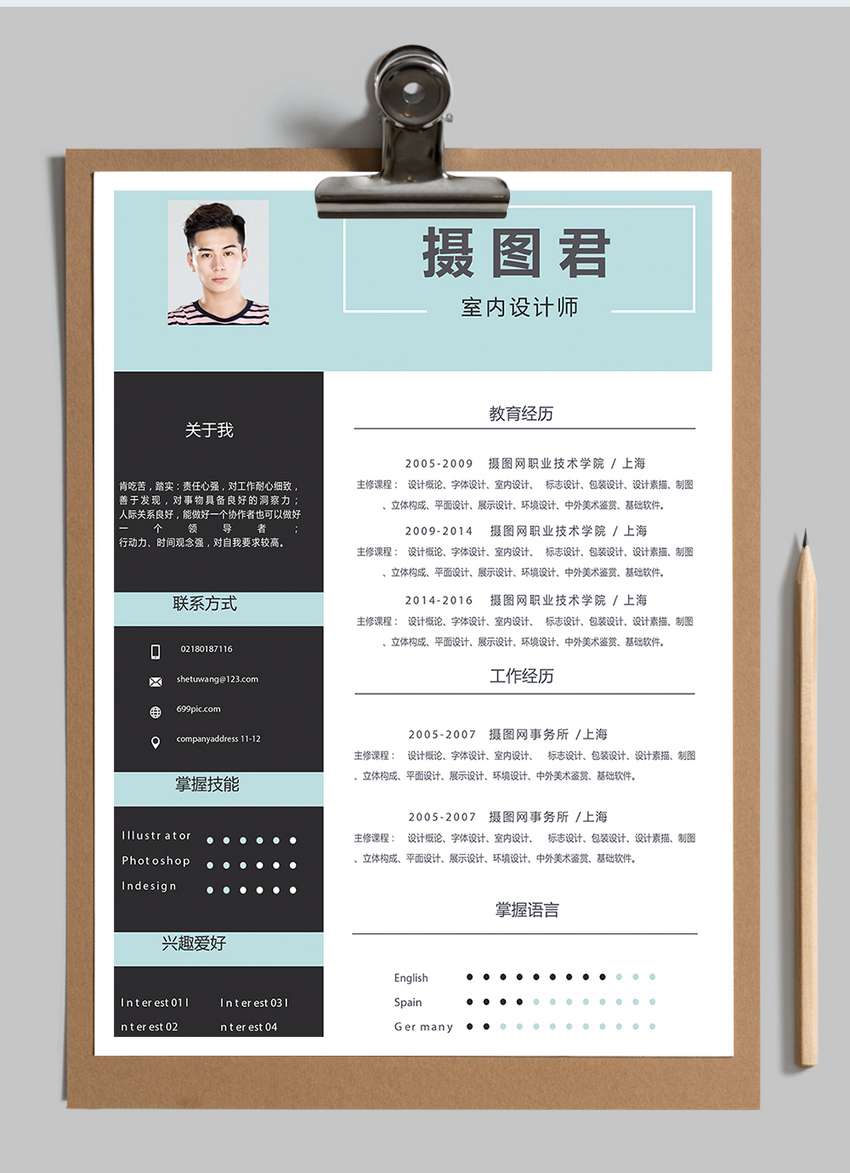 摄图君
室内设计师
关于我
肯吃苦，踏实：责任心强，对工作耐心细致，
善于发现，对事物具备良好的洞察力；
人际关系良好，能做好一个协作者也可以做好
一个领导者；
行动力、时间观念强，对自我要求较高。
联系方式
02180187116
shetuwang@123.com
699pic.com
companyaddress 11-12
掌握技能
Illustrator
Photoshop
Indesign
兴趣爱好
Interest01I Interest03I
nterest02 nterest04
教育经历
2005-2009 摄图网职业技术学院 / 上海
主修课程： 设计概论、字体设计、室内设计、 标志设计、包装设计、设计素描、制图
、立体构成、平面设计、展示设计、环境设计、中外美术鉴赏、基础软件。
2009-2014 摄图网职业技术学院 / 上海
主修课程： 设计概论、字体设计、室内设计、 标志设计、包装设计、设计素描、制图
、立体构成、平面设计、展示设计、环境设计、中外美术鉴赏、基础软件。
2014-2016 摄图网职业技术学院 / 上海
主修课程： 设计概论、字体设计、室内设计、 标志设计、包装设计、设计素描、制图
、立体构成、平面设计、展示设计、环境设计、中外美术鉴赏、基础软件。
工作经历
2005-2007 摄图网事务所 /上海
主修课程： 设计概论、字体设计、室内设计、 标志设计、包装设计、设计素描、制图
、立体构成、平面设计、展示设计、环境设计、中外美术鉴赏、基础软件。
2005-2007 摄图网事务所 /上海
主修课程： 设计概论、字体设计、室内设计、 标志设计、包装设计、设计素描、制图
、立体构成、平面设计、展示设计、环境设计、中外美术鉴赏、基础软件。
掌握语言
English
Spain
Germany